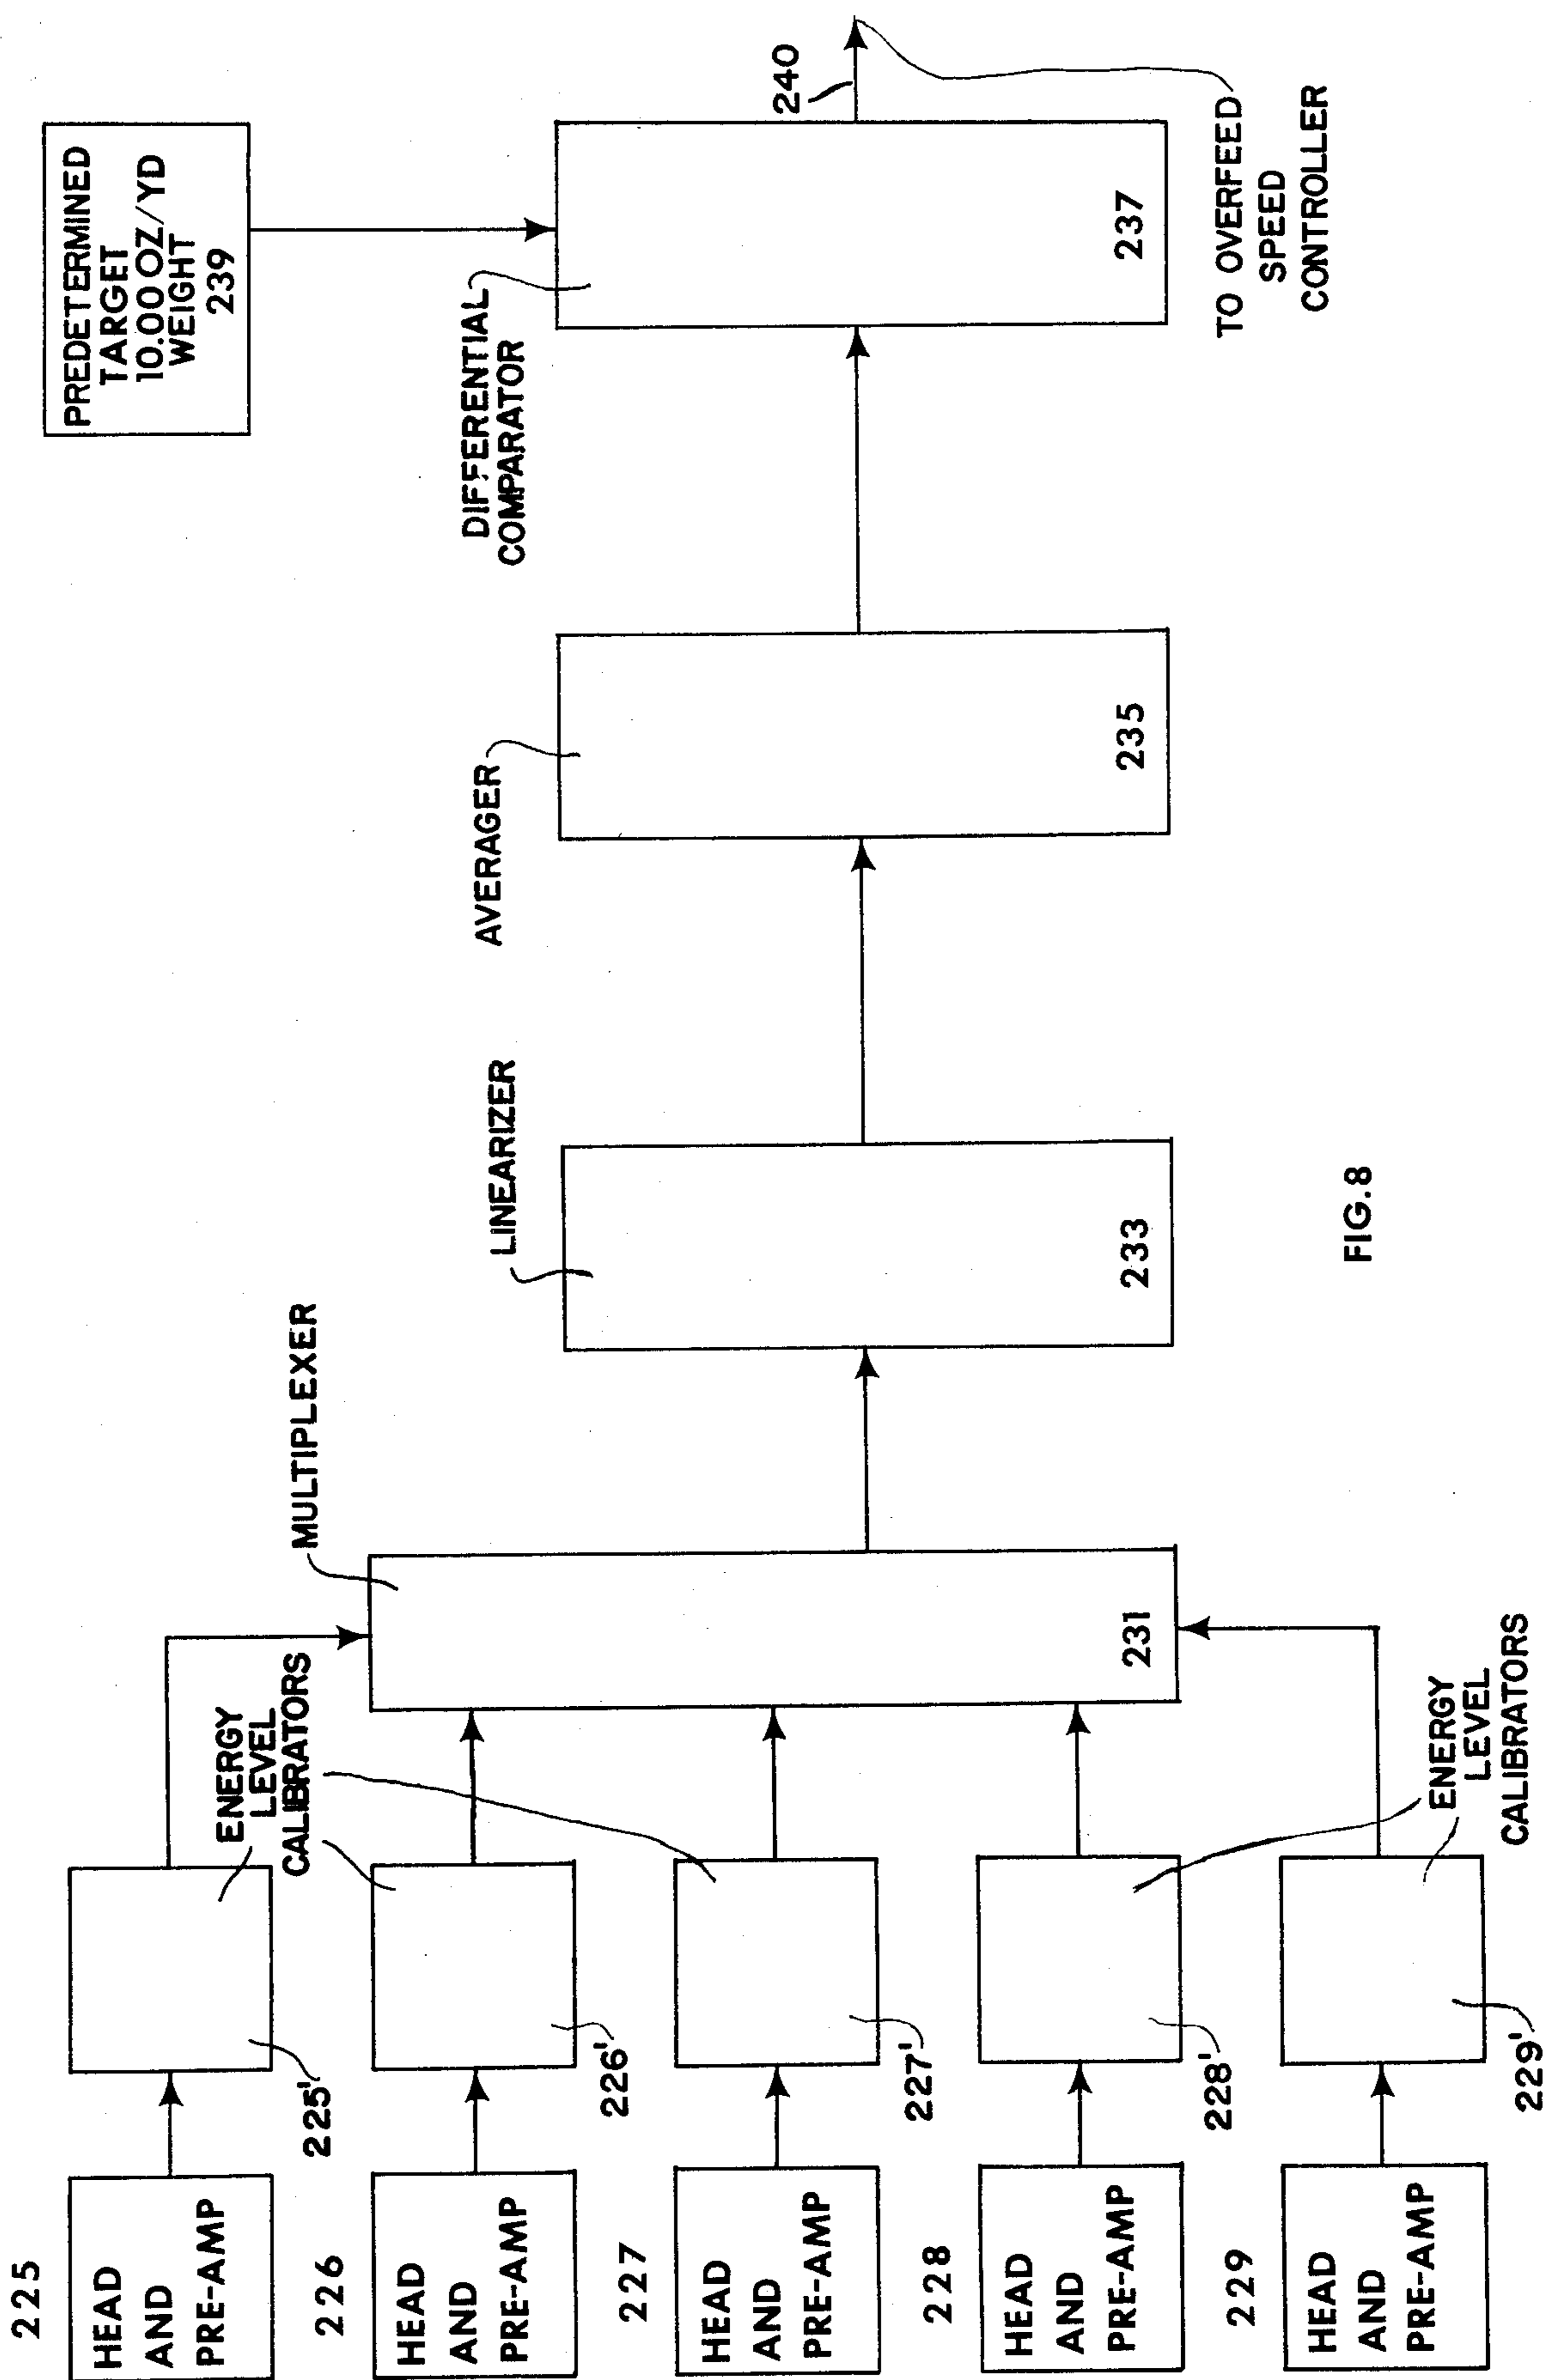 225
HEAD
AND
PRE-AMP
226
HEAD
AND
PRE-AMP
227
HEAD
AND
PRE-AMP
228
HEAD
AND
PRE-AMP
229
HEAD
AND
PRE-AMP
225'
226'
227'
228'
229'
ENERGY
LEVEL
CALIBRATORS
ENERGY
LEVEL
CALIBRATORS
MULTIPLEXER
231
LINEARIZER
233
AVERAGER
235
DIFFERENTIAL
COMPARATOR
237
PREDETERMINED
TARGET
10.00 OZ/YD
WEIGHT
239
240
TO OVERFEED
SPEED
CONTROLLER
FIG.8